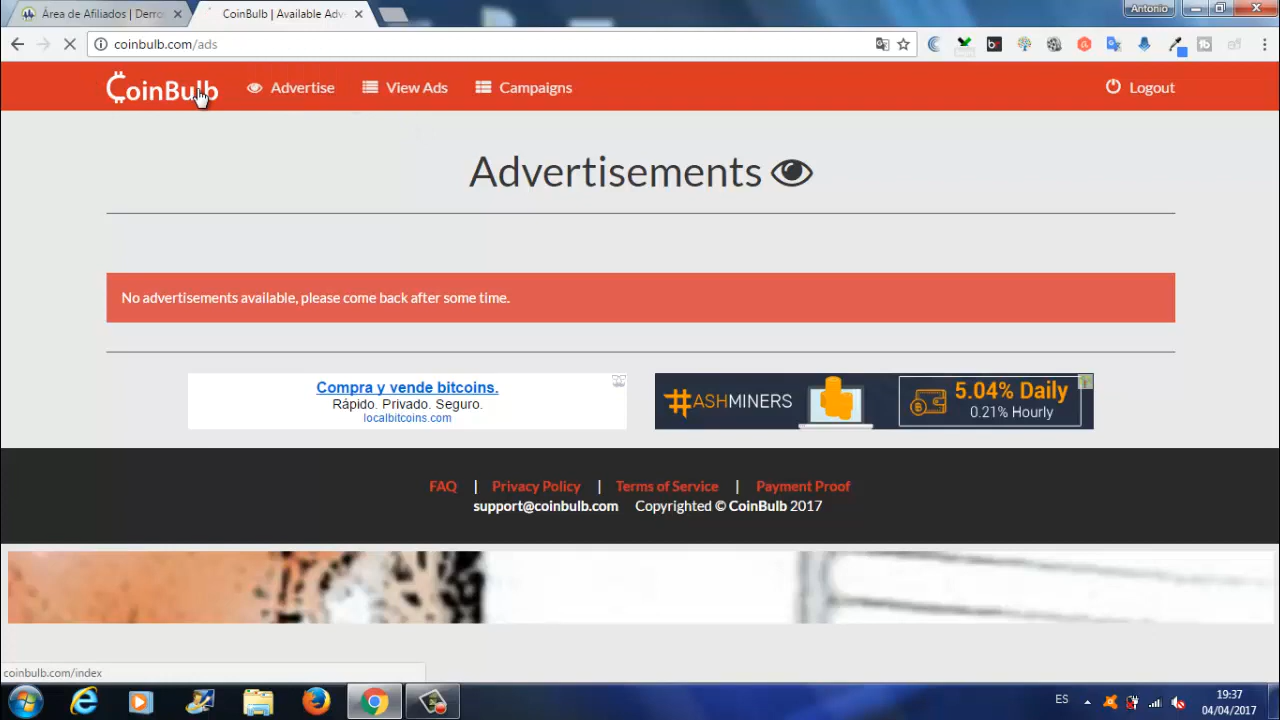 Área de Afiliados | Derro
CoinBulb | Available Adv
Antonio
coinbulb.com/ads
CoinBulb
Advertise
View Ads
Campaigns
Logout
Advertisements
No advertisements available, please come back after some time.
Compra y vende bitcoins.
Rápido. Privado. Seguro.
localbitcoins.com
#ASHMINERS
5.04% Daily
0.21% Hourly
FAQ | Privacy Policy | Terms of Service | Payment Proof
support@coinbulb.com Copyrighted © CoinBulb 2017
coinbulb.com/index
ES
19:37
04/04/2017